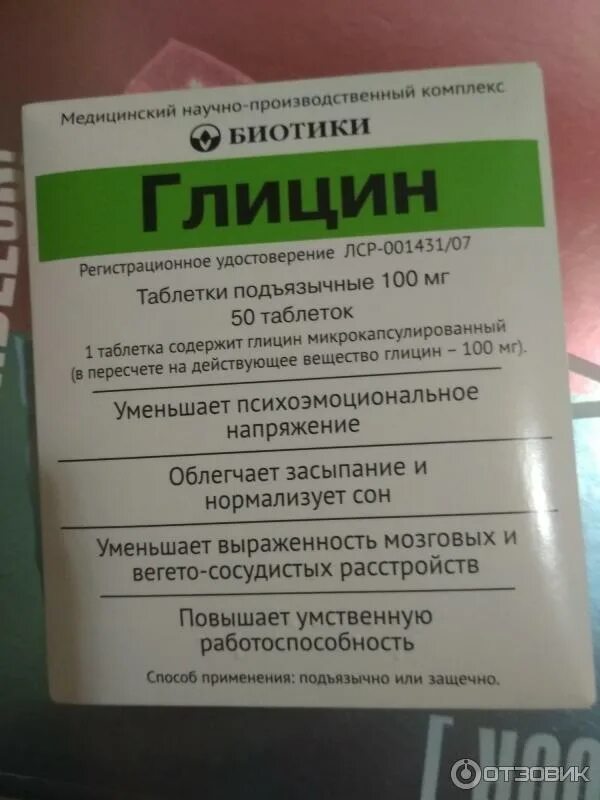 Медицинский научно-производственный комплекс
БИОТИКИ
Глицин
Регистрационное удостоверение ЛСР-001431/07
Таблетки подъязычные 100 мг
50 таблеток
1 таблетка содержит глицин микрокапсулированный
(в пересчете на действующее вещество глицин – 100 мг).
Уменьшает психоэмоциональное
напряжение
Облегчает засыпание и
нормализует сон
Уменьшает выраженность мозговых и
вегето-сосудистых расстройств
Повышает умственную
работоспособность
Способ применения: подъязычно или защечно.
ОТЗОВИК